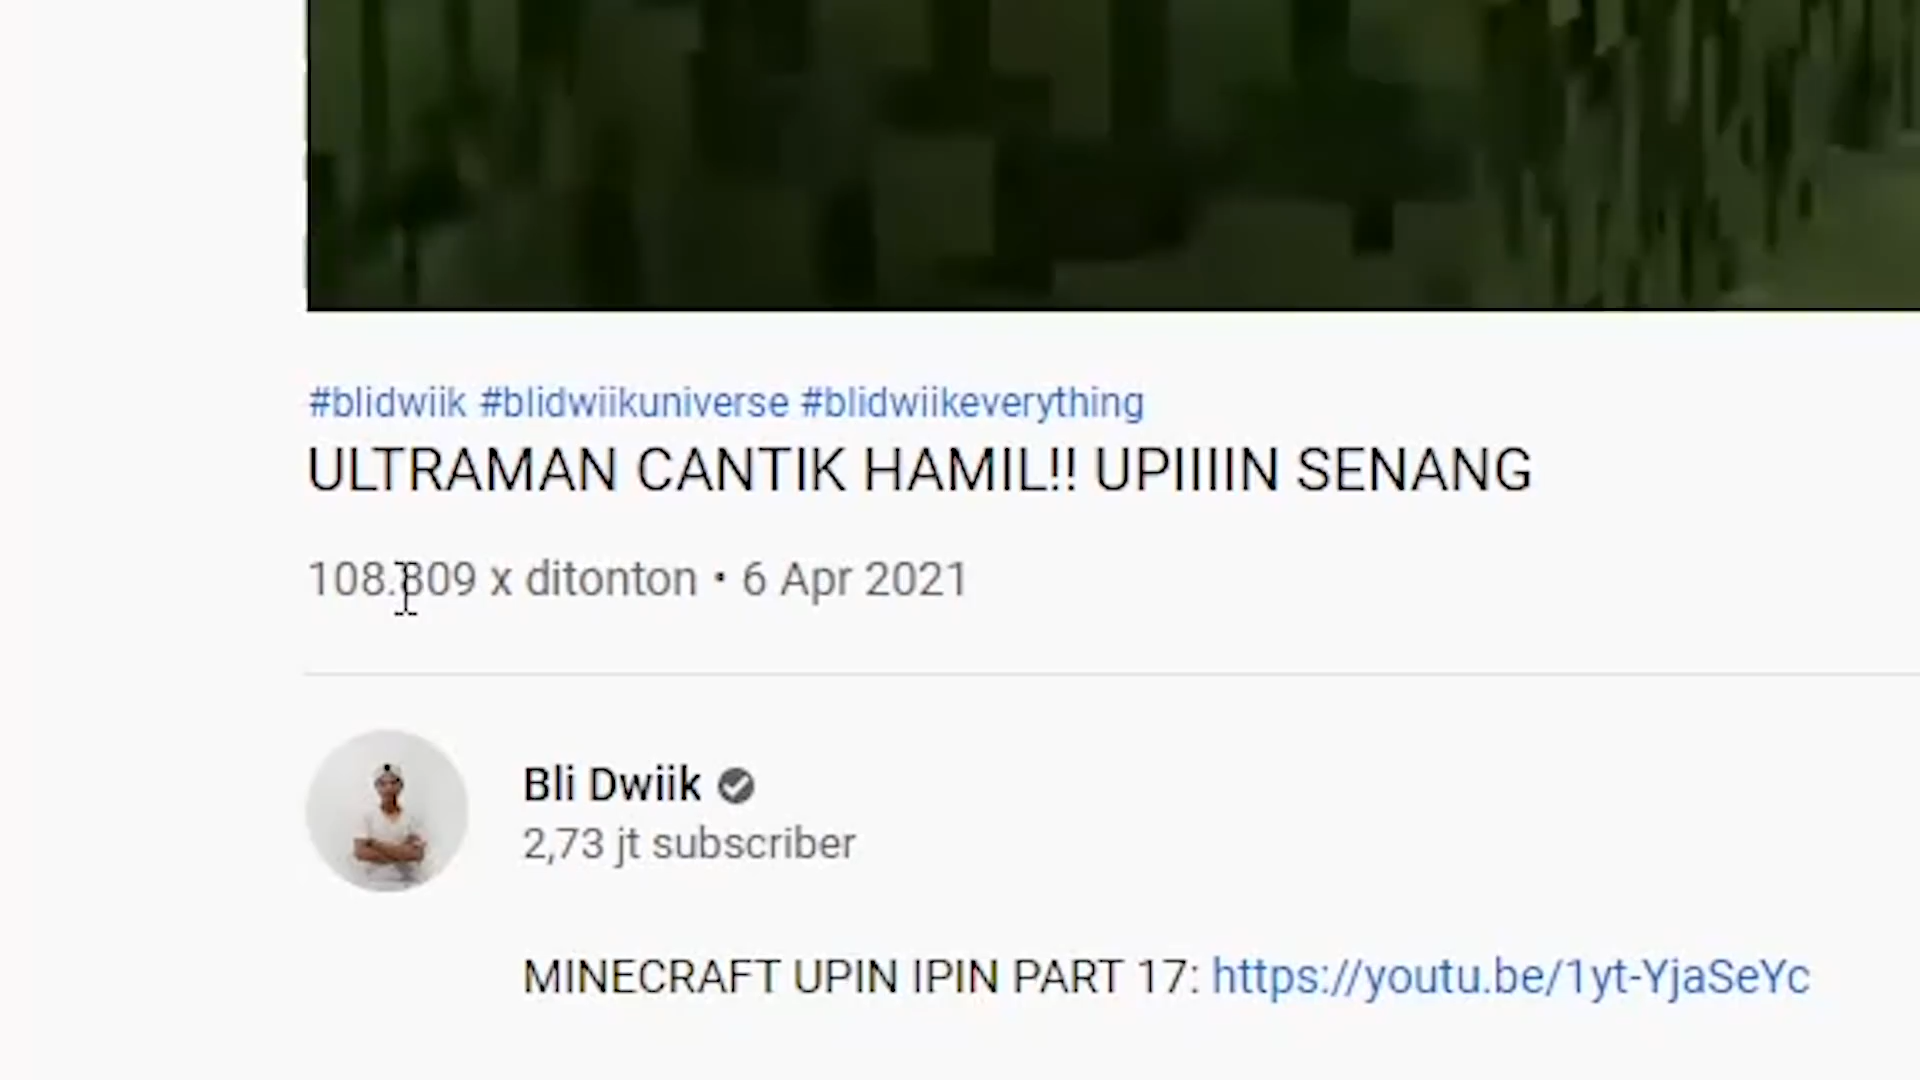 #blidwiik #blidwiikuniverse #blidwiikeverything
ULTRAMAN CANTIK HAMIL!! UPIIIIN SENANG
108.809 x ditonton • 6 Apr 2021
Bli Dwiik
2,73 jt subscriber
MINECRAFT UPIN IPIN PART 17: https://youtu.be/1yt-YjaSeYc